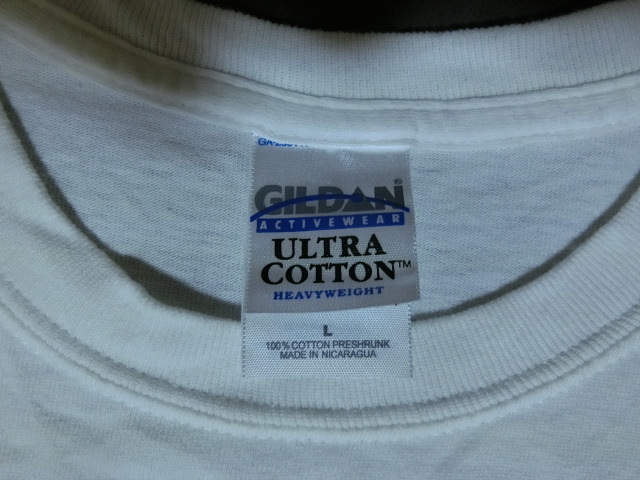 GILDAN®
ACTIVEWEAR
ULTRA
COTTON™
HEAVYWEIGHT
L
100% COTTON PRESHRUNK
MADE IN NICARAGUA